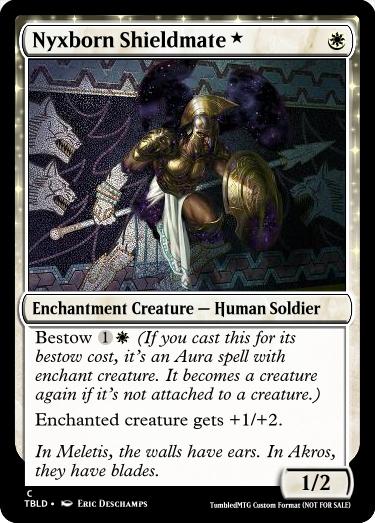 Nyxborn Shieldmate ★
Enchantment Creature — Human Soldier
Bestow 1 (If you cast this for its
bestow cost, it's an Aura spell with
enchant creature. It becomes a creature
again if it's not attached to a creature.)
Enchanted creature gets +1/+2.
In Meletis, the walls have ears. In Akros,
they have blades.
1/2
C
TBLD • Eric Deschamps
TumbledMTG Custom Format (NOT FOR SALE)